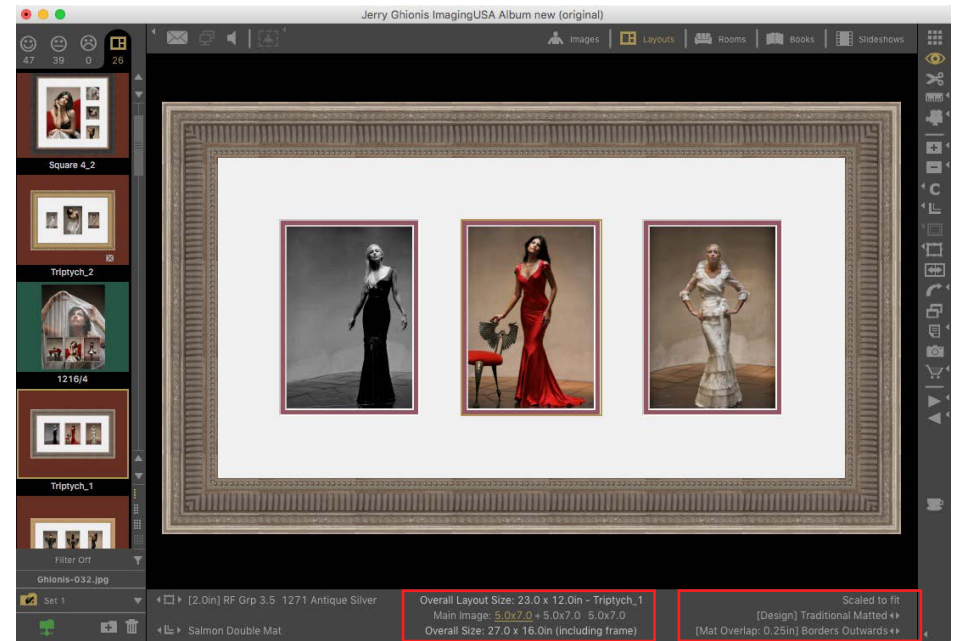 Jerry Ghionis ImagingUSA Album new (original)
47 39 0 26
Images Layouts Rooms Books Slideshows
Square 4_2
Triptych_2
1216/4
Triptych_1
Filter Off
Ghionis-032.jpg
Set 1
[2.0in] RF Grp 3.5 1271 Antique Silver
Salmon Double Mat
Overall Layout Size: 23.0 x 12.0in - Triptych_1
Main Image: 5.0x7.0 + 5.0x7.0 5.0x7.0
Overall Size: 27.0 x 16.0in (including frame)
Scaled to fit
[Design] Traditional Matted
[Mat Overlap: 0.25in] Borders Outwards
C